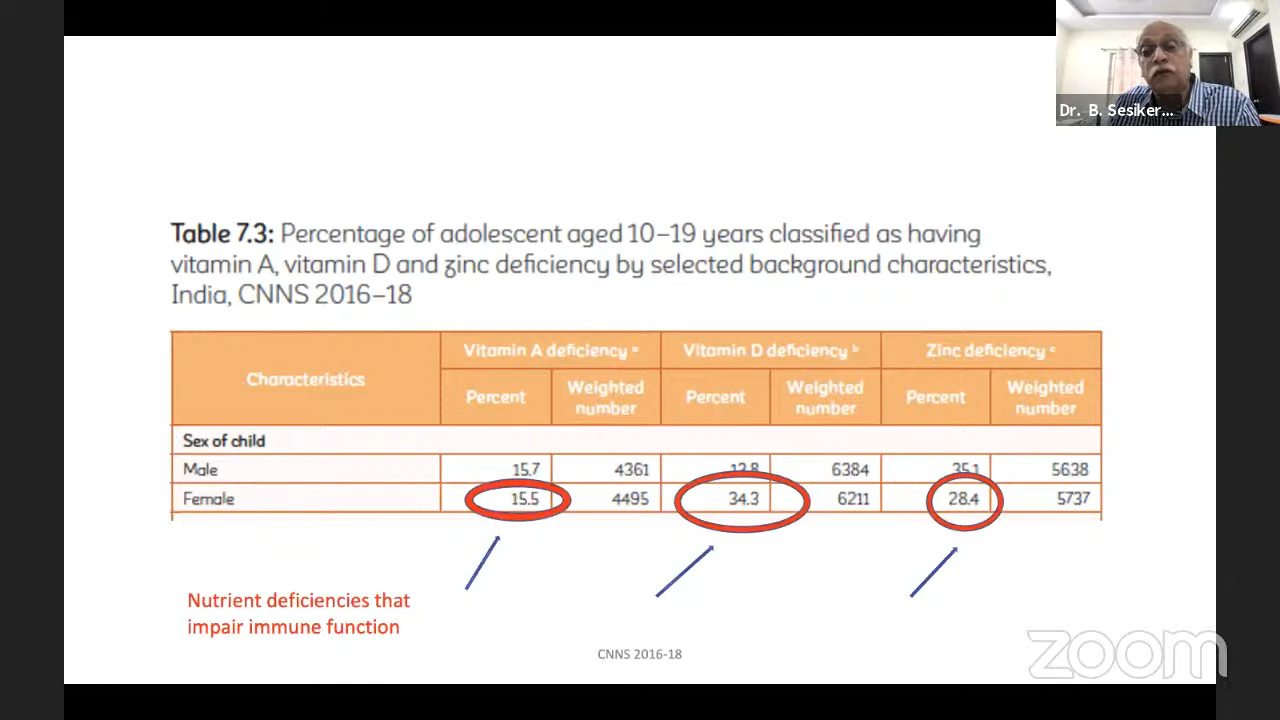 Dr. B. Sesiker...
Table 7.3: Percentage of adolescent aged 10–19 years classified as having
vitamin A, vitamin D and zinc deficiency by selected background characteristics,
India, CNNS 2016–18
Characteristics
Vitamin A deficiency a
Vitamin D deficiency b
Zinc deficiency c
Percent
Weighted
number
Percent
Weighted
number
Percent
Weighted
number
Sex of child
Male 15.7 4361 6384 35.1 5638
Female 15.5 4495 34.3 6211 28.4 5737
Nutrient deficiencies that
impair immune function
CNNS 2016-18
zoom